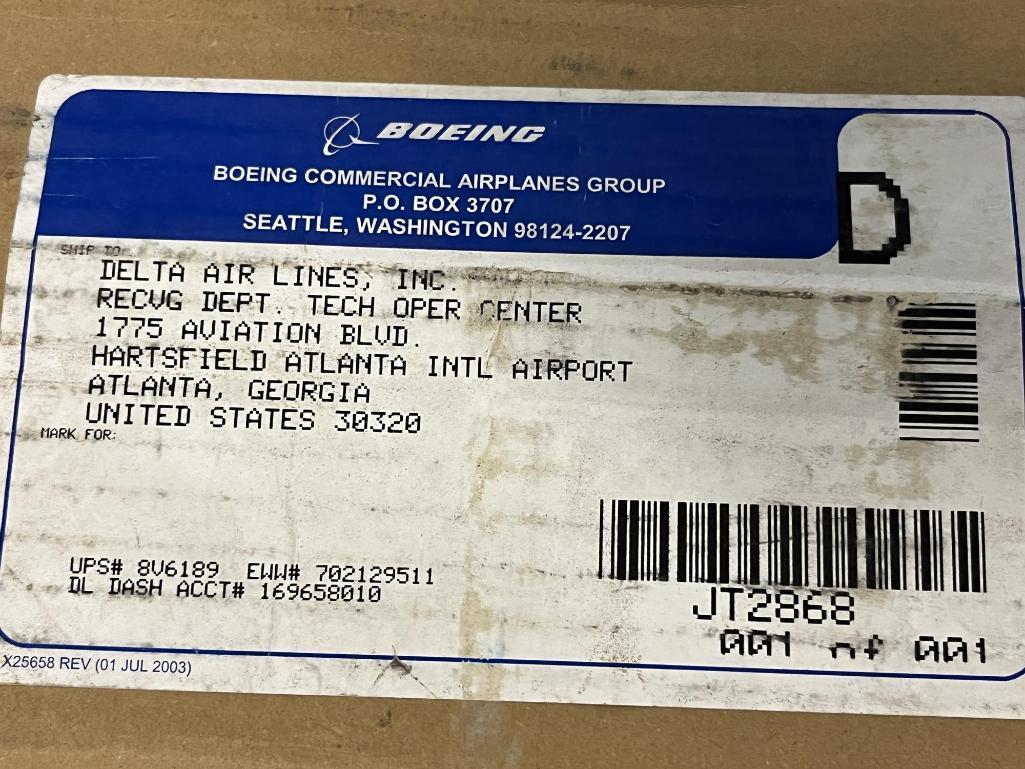 BOEING
BOEING COMMERCIAL AIRPLANES GROUP
P.O. BOX 3707
SEATTLE, WASHINGTON 98124-2207
D
SHIP TO:
DELTA AIR LINES, INC.
RECVG DEPT. TECH OPER CENTER
1775 AVIATION BLVD.
HARTSFIELD ATLANTA INTL AIRPORT
ATLANTA, GEORGIA
UNITED STATES 30320
MARK FOR:
UPS# 8V6189 EWW# 702129511
DL DASH ACCT# 169658010
JT2868
001 of 001
X25658 REV (01 JUL 2003)